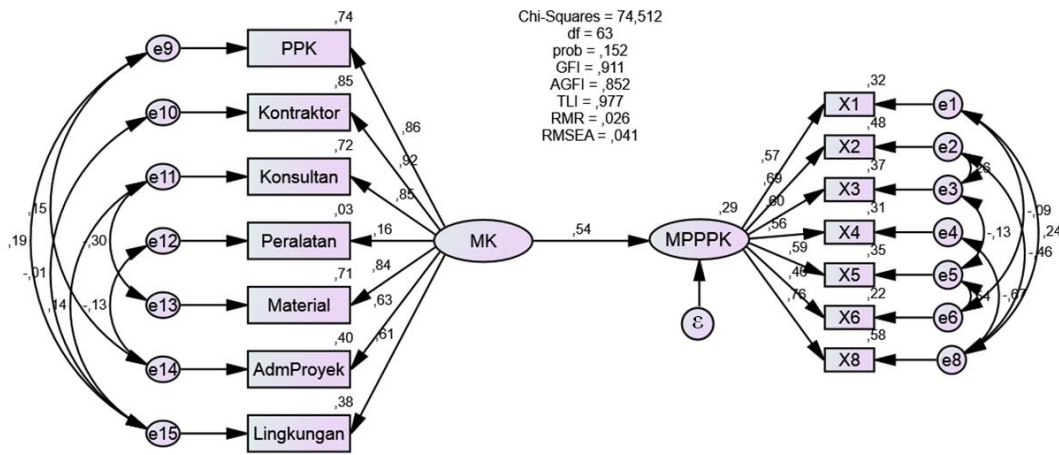 Chi-Squares = 74,512
df = 63
prob = ,152
GFI = ,911
AGFI = ,852
TLI = ,977
RMR = ,026
RMSEA = ,041
,74
e9
PPK
,85
e10
Kontraktor
,72
e11
Konsultan
,03
e12
Peralatan
,71
e13
Material
,40
e14
AdmProyek
,38
e15
Lingkungan
,15
,19
-,01
,14
-,30
-,13
,86
,92
,85
,16
,84
,63
,61
MK
,54
,29
MPPPK
ε
,57
,69
,60
,56
,59
,46
,76
,32
X1
e1
,48
X2
e2
,37
X3
e3
,31
X4
e4
,35
X5
e5
,22
X6
e6
,58
X8
e8
-,13
-,09
,24
-,46
-,67